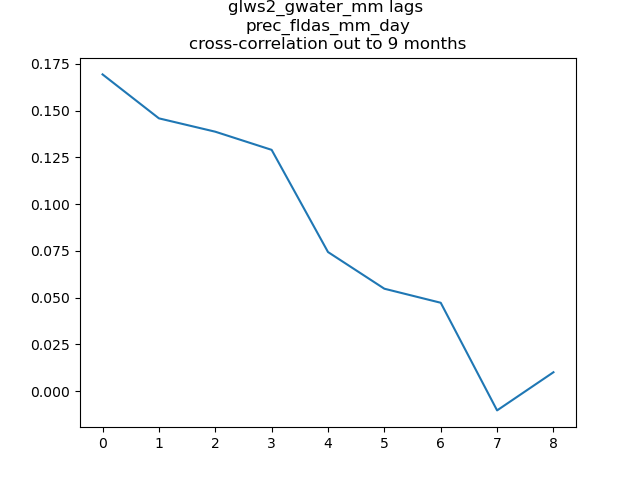 glws2_gwater_mm lags
prec_fldas_mm_day
cross-correlation out to 9 months
0.175
0.150
0.125
0.100
0.075
0.050
0.025
0.000
0 1 2 3 4 5 6 7 8